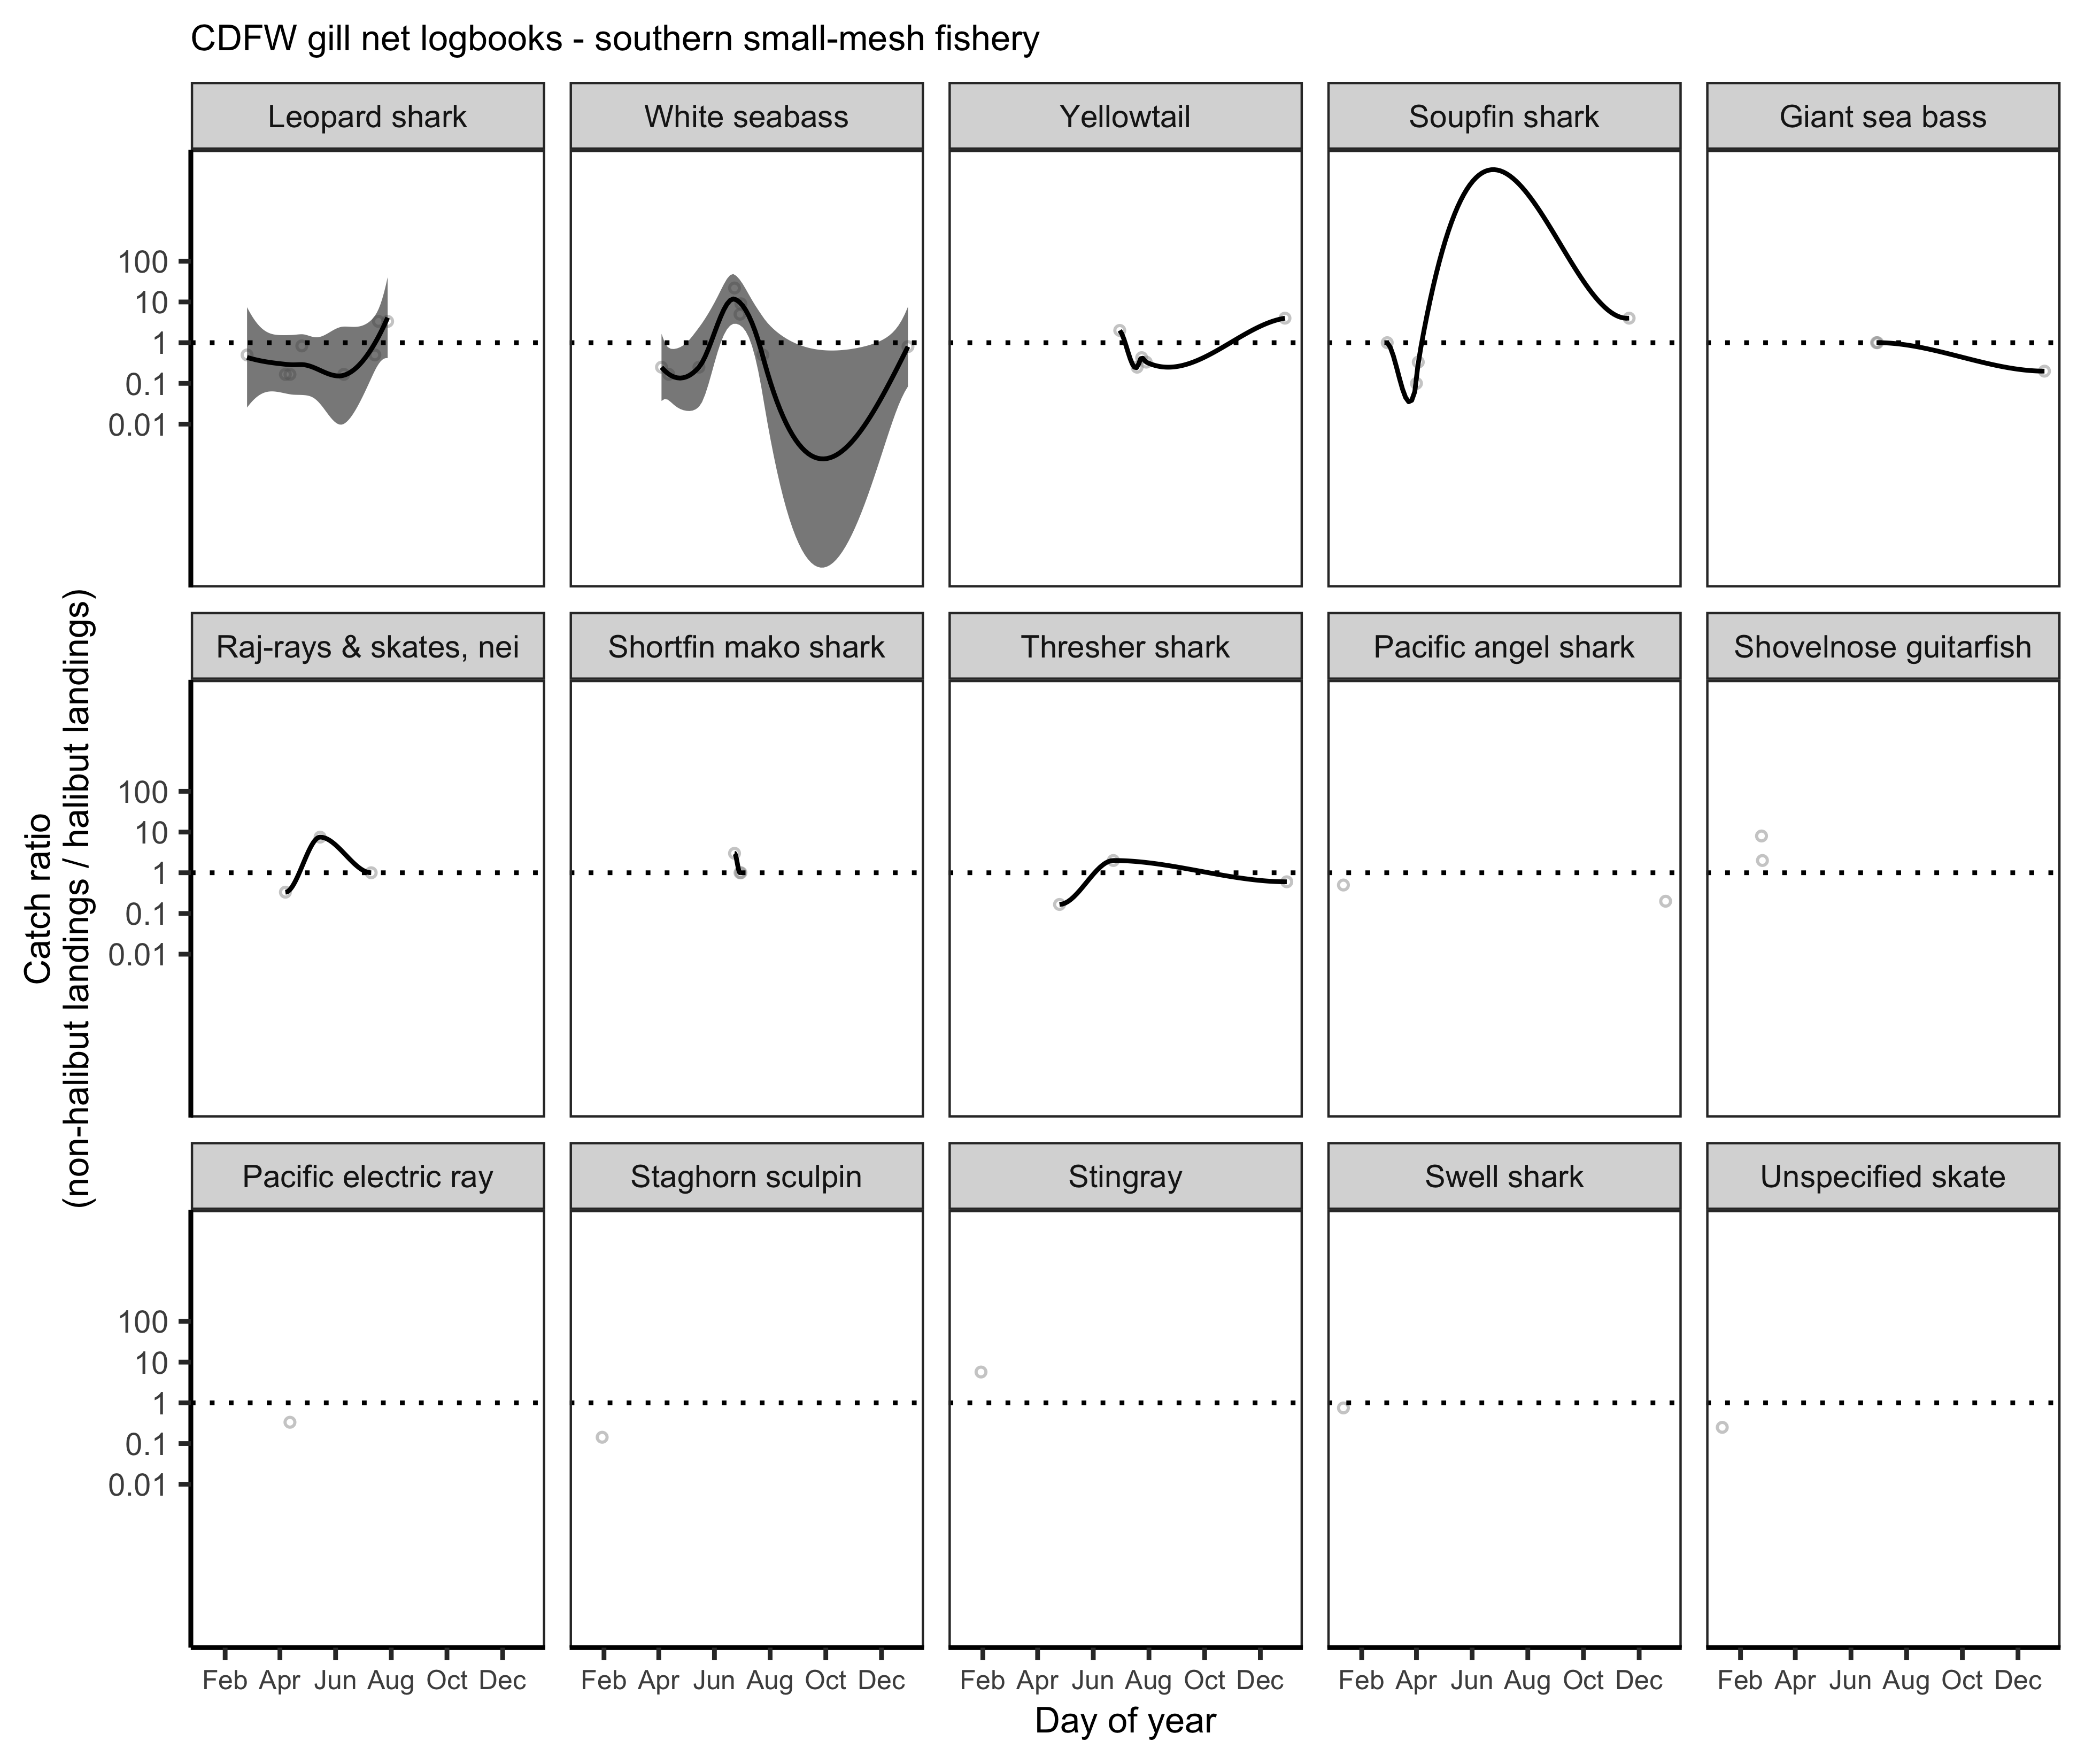 CDFW gill net logbooks - southern small-mesh fishery
Leopard shark
White seabass
Yellowtail
Soupfin shark
Giant sea bass
100
10
1
0.1
0.01
Raj-rays & skates, nei
Shortfin mako shark
Thresher shark
Pacific angel shark
Shovelnose guitarfish
100
10
1
0.1
0.01
Catch ratio
(non-halibut landings / halibut landings)
Pacific electric ray
Staghorn sculpin
Stingray
Swell shark
Unspecified skate
100
10
1
0.1
0.01
Feb Apr Jun Aug Oct Dec
Feb Apr Jun Aug Oct Dec
Feb Apr Jun Aug Oct Dec
Feb Apr Jun Aug Oct Dec
Feb Apr Jun Aug Oct Dec
Day of year